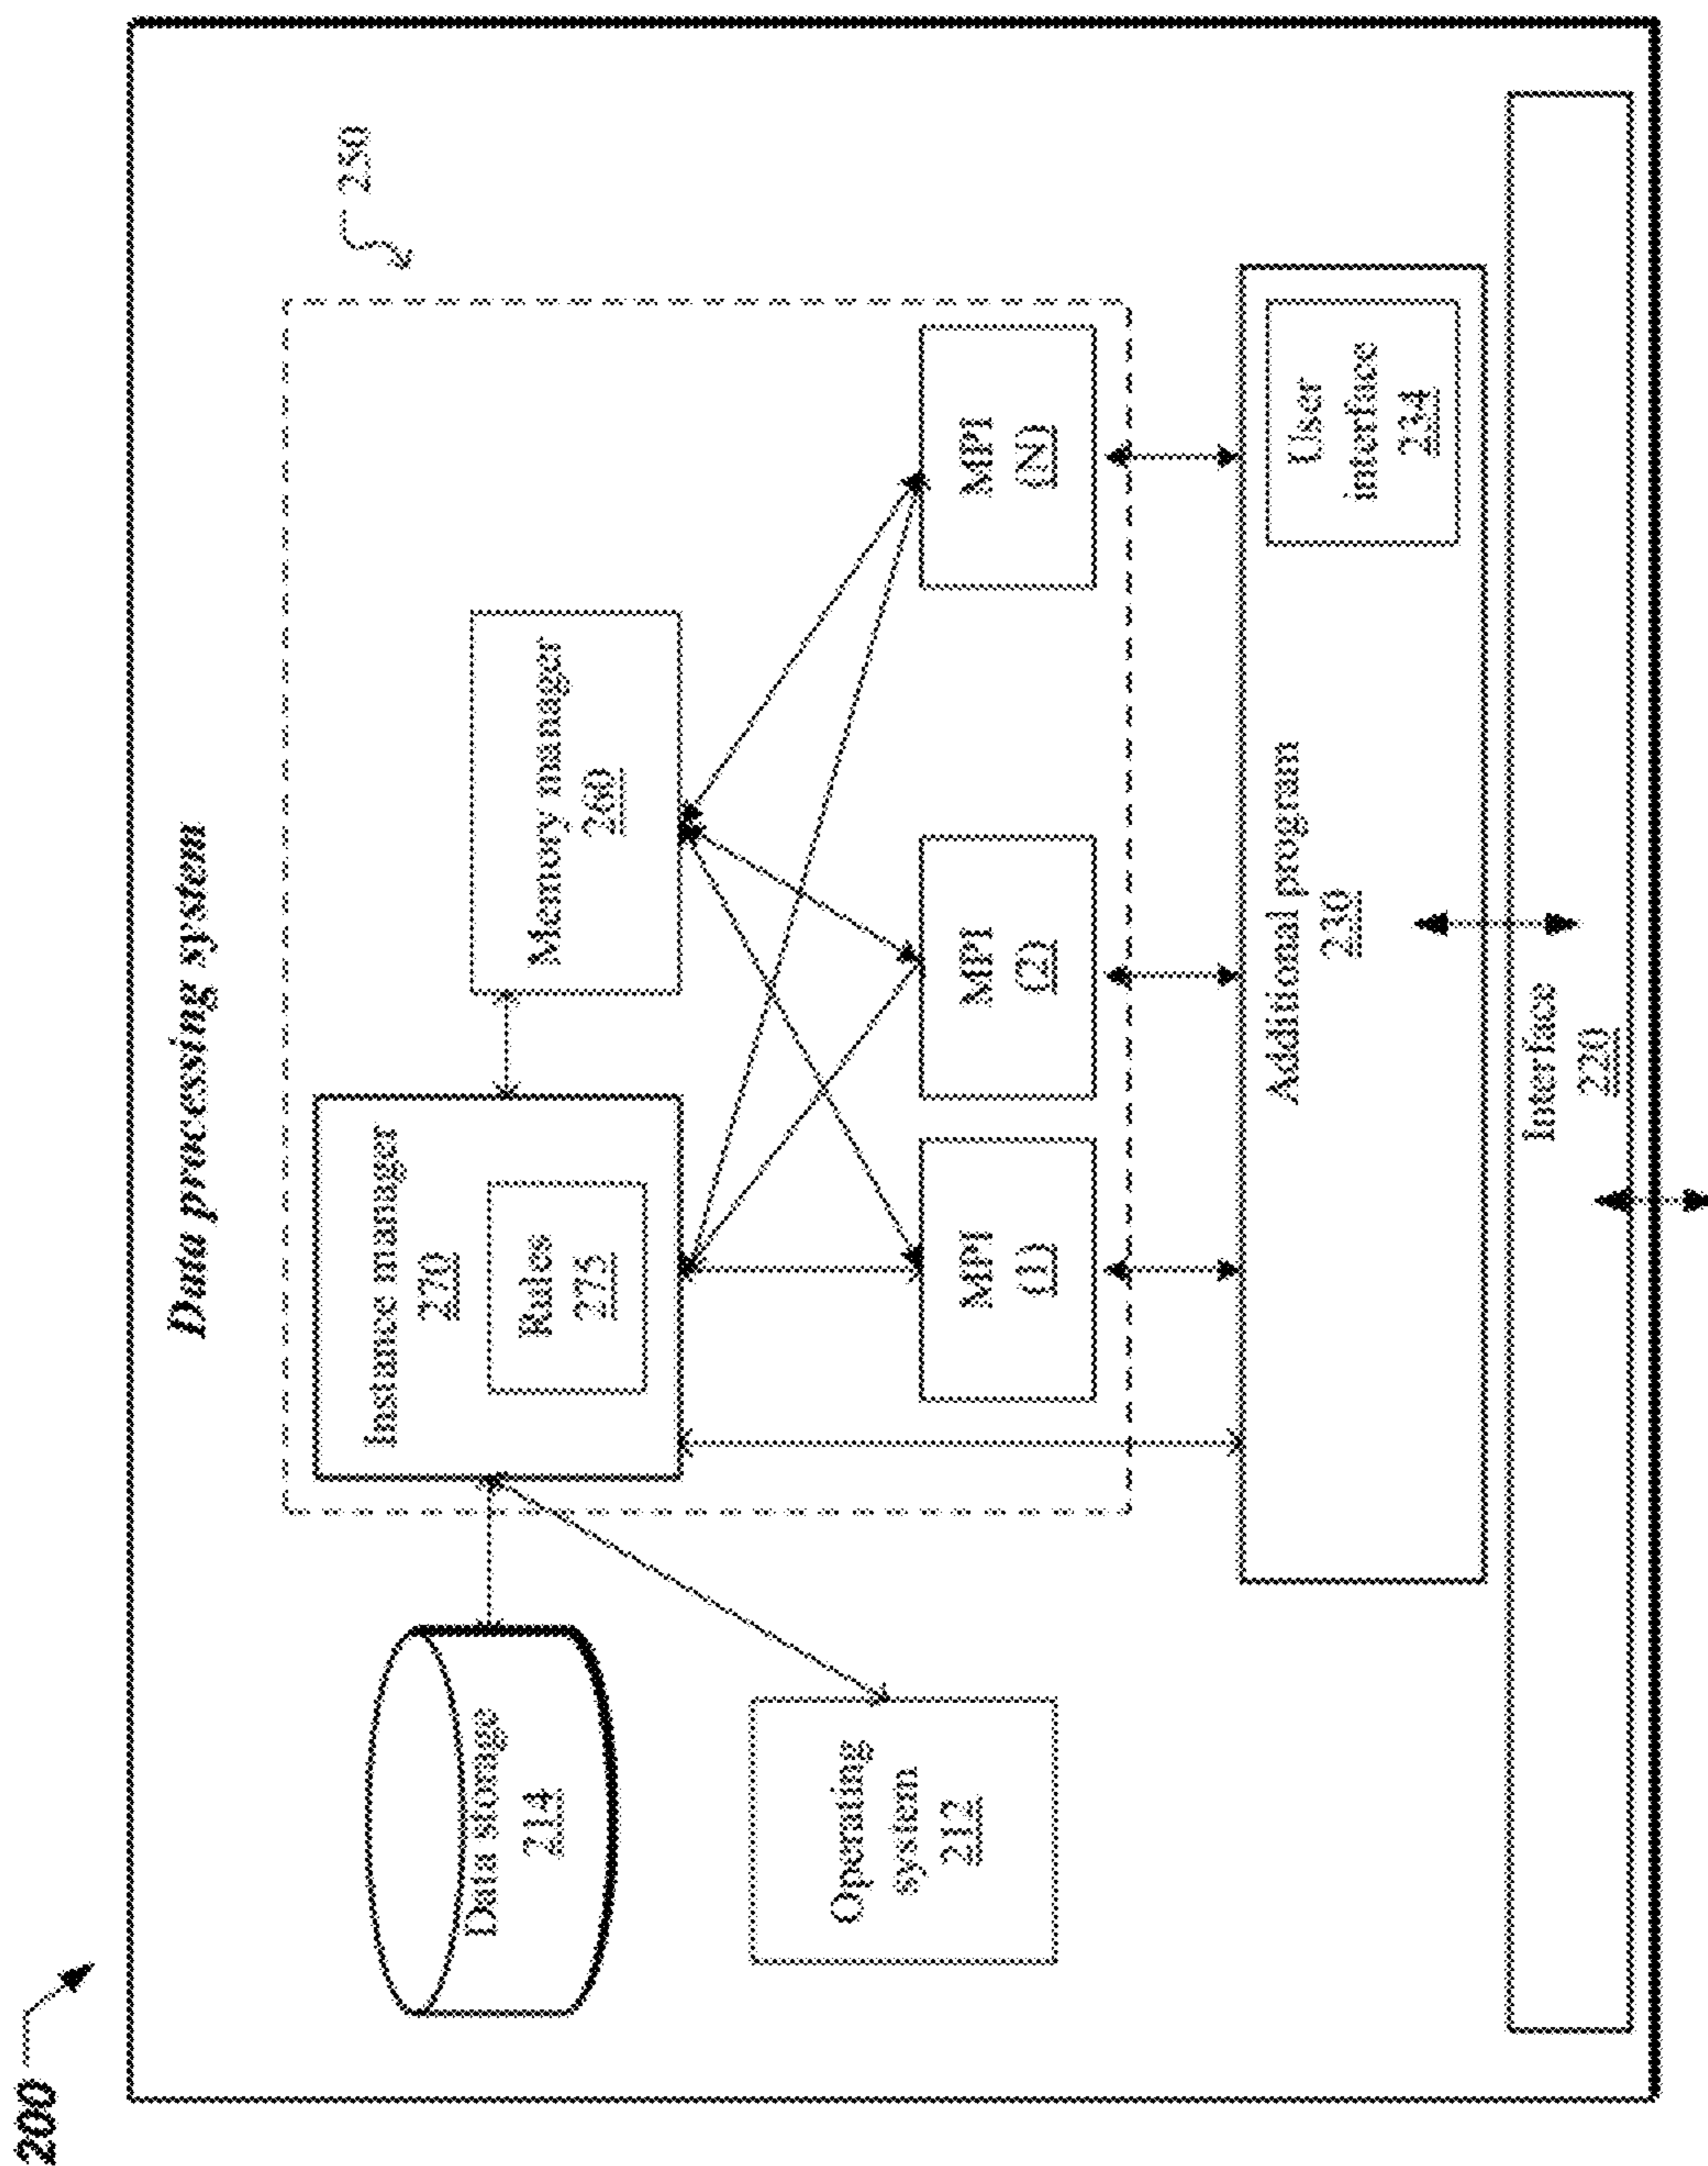 200
Data processing system
250
Data storage
214
Instance manager
270
Rules
275
Memory manager
260
Operating
system
212
MPI
(1)
MPI
(2)
MPI
(N)
Additional program
230
User
interface
234
Interface
220